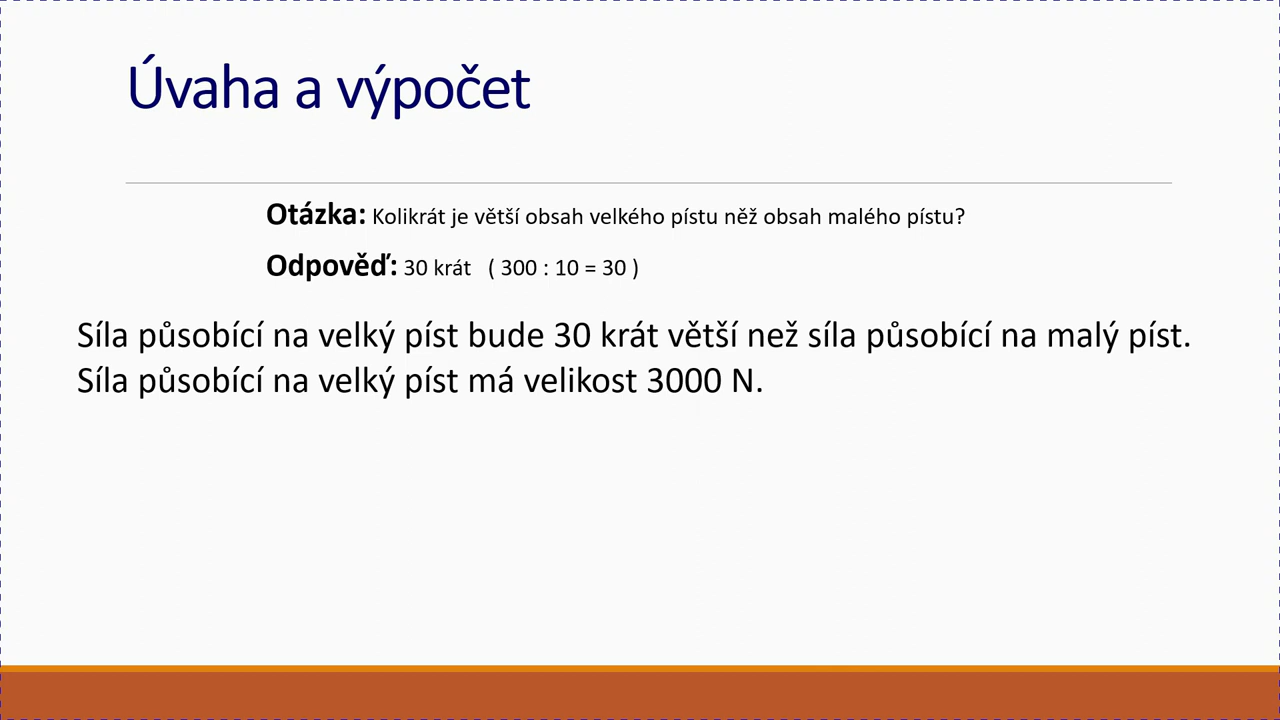 Úvaha a výpočet
Otázka: Kolikrát je větší obsah velkého pístu něž obsah malého pístu?
Odpověď: 30 krát ( 300 : 10 = 30 )
Síla působící na velký píst bude 30 krát větší než síla působící na malý píst.
Síla působící na velký píst má velikost 3000 N.